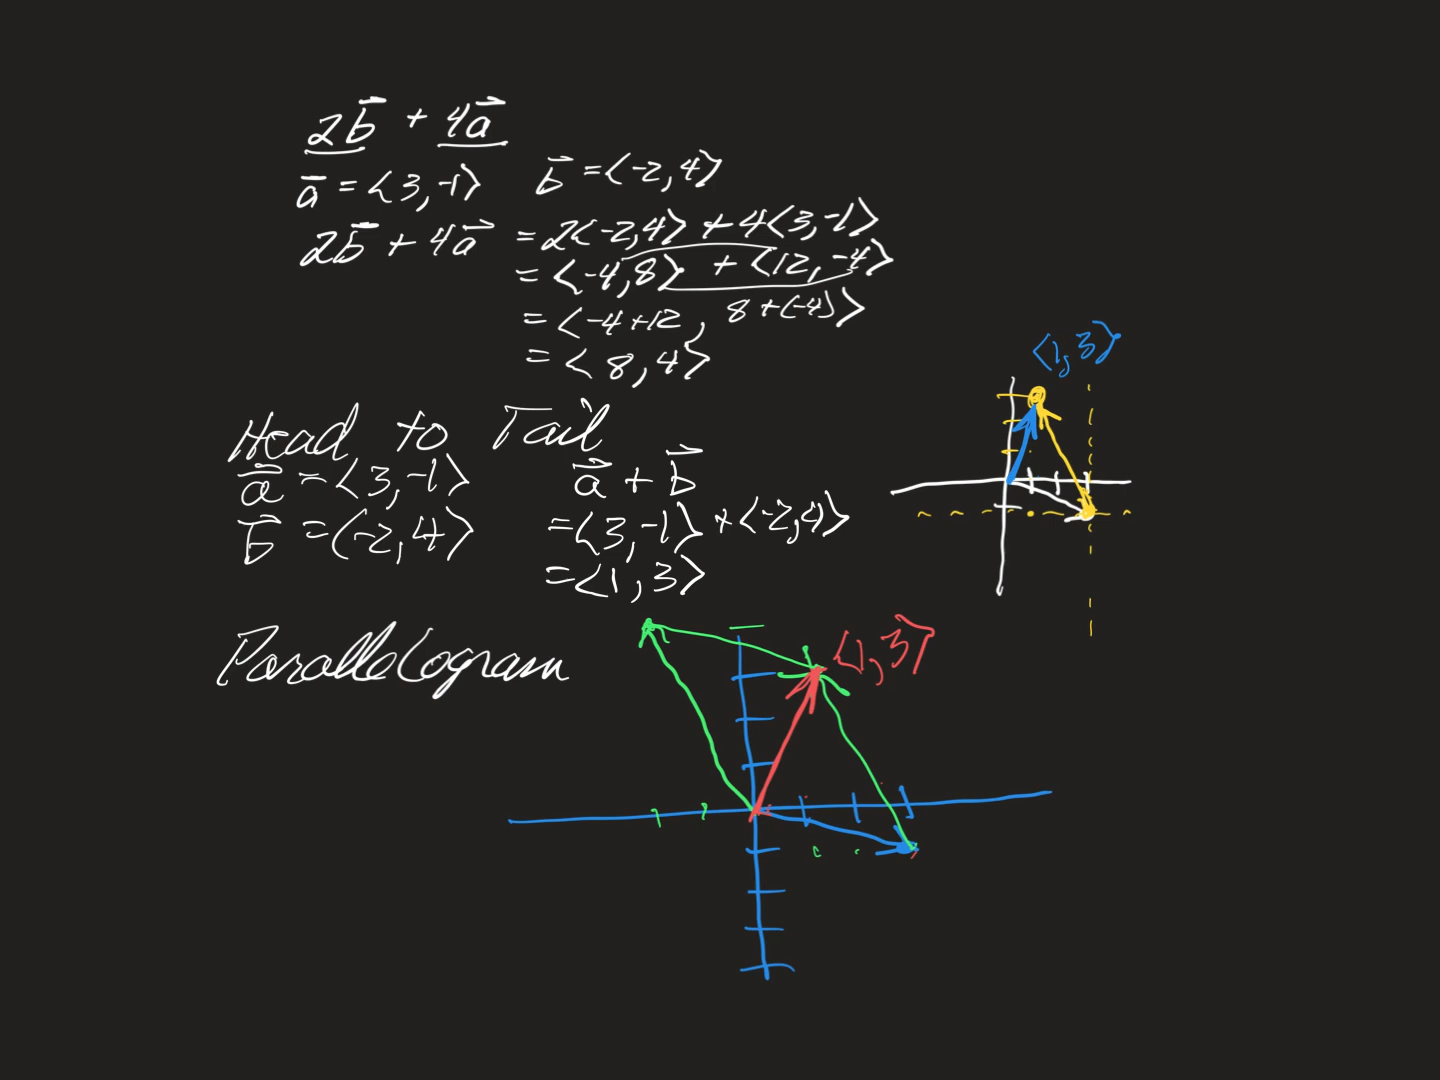 2b⃗ + 4a⃗
a̅ = ⟨3,-1⟩ b⃗ = ⟨-2,4⟩
2b⃗ + 4a⃗ = 2⟨-2,4⟩ + 4⟨3,-1⟩
= ⟨-4,8⟩ + ⟨12,-4⟩
= ⟨-4+12, 8+(-4)⟩
= ⟨8,4⟩
⟨1,3⟩
Head to Tail
a⃗ = ⟨3,-1⟩ a⃗ + b⃗
b⃗ = ⟨-2,4⟩ = ⟨3,-1⟩ + ⟨-2,4⟩
= ⟨1,3⟩
Parallelogram
⟨1,3⟩